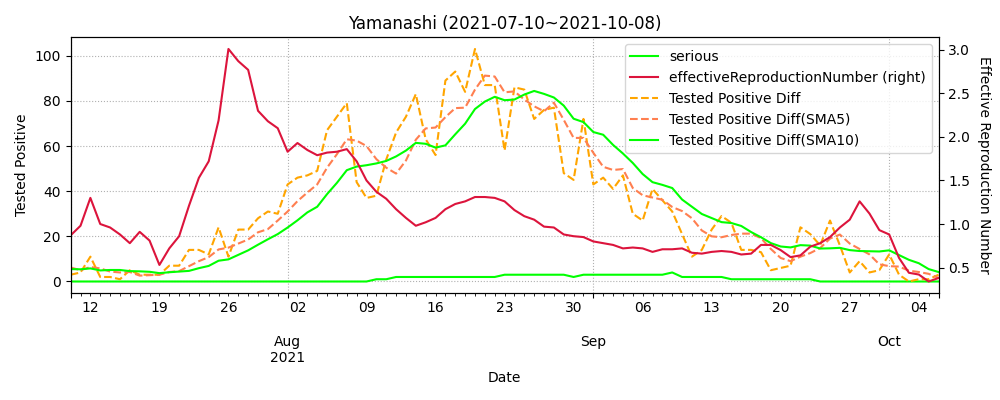 Yamanashi (2021-07-10~2021-10-08)
serious
effectiveReproductionNumber (right)
Tested Positive Diff
Tested Positive Diff(SMA5)
Tested Positive Diff(SMA10)
Tested Positive
100
80
60
40
20
0
Effective Reproduction Number
3.0
2.5
2.0
1.5
1.0
0.5
12 19 26 02 09 16 23 30 06 13 20 27 04
Aug Sep Oct
2021
Date